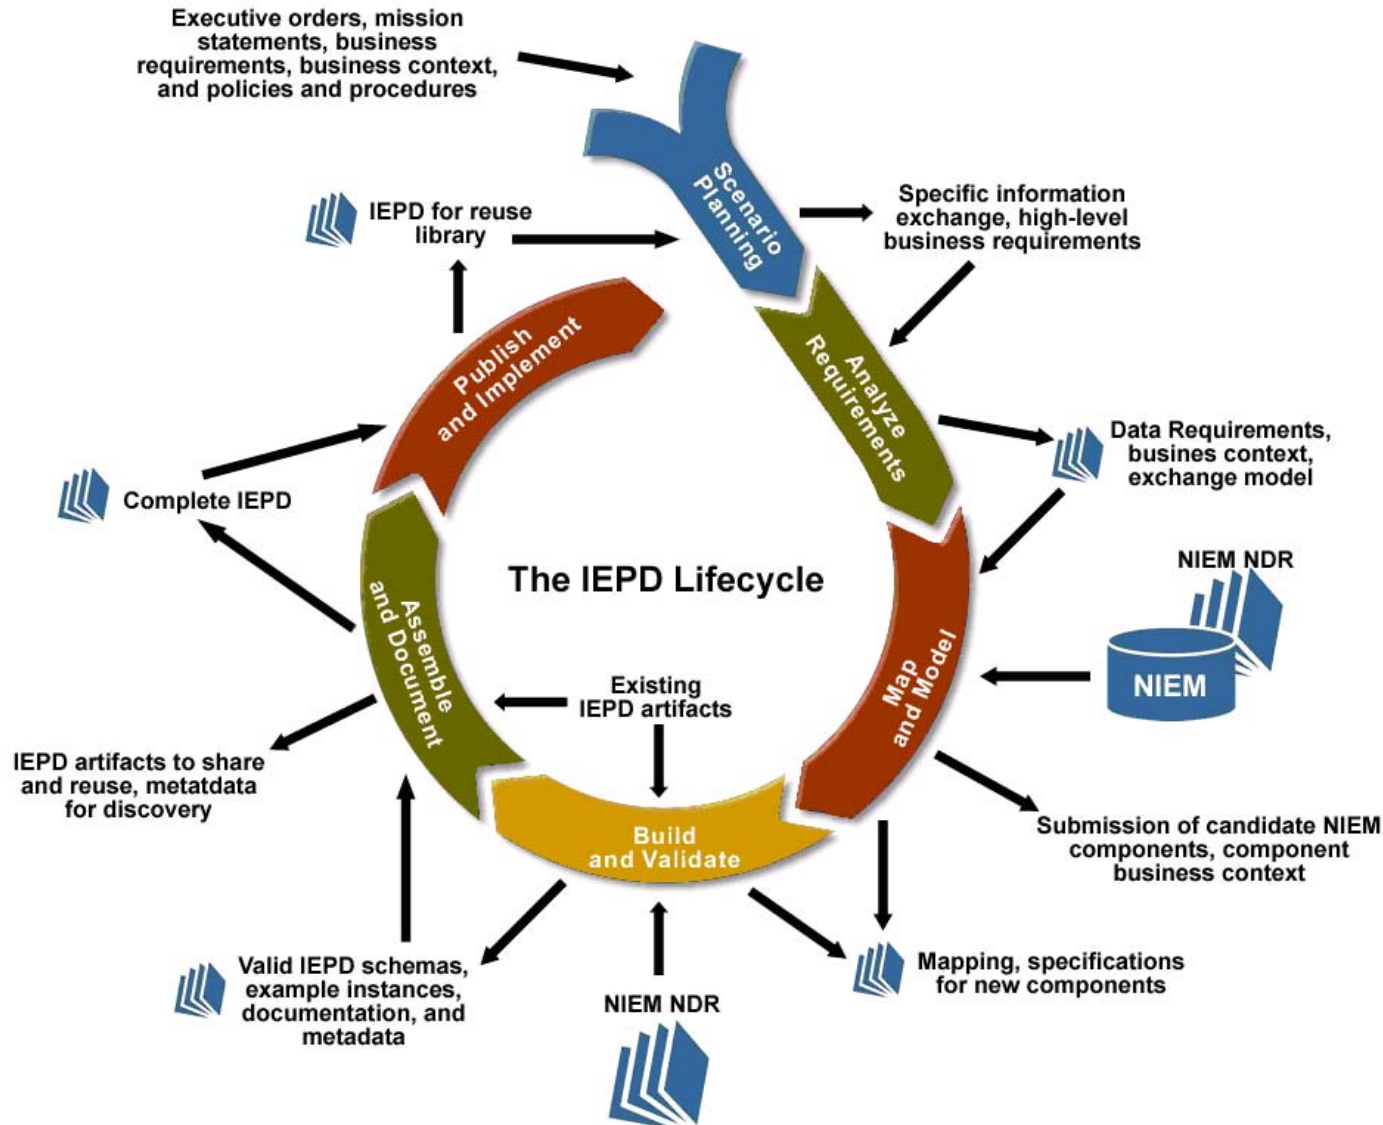 Executive orders, mission
statements, business
requirements, business context,
and policies and procedures
Scenario
Planning
IEPD for reuse
library
Specific information
exchange, high-level
business requirements
Publish
and Implement
Analyze
Requirements
Data Requirements,
busines context,
exchange model
Complete IEPD
The IEPD Lifecycle
NIEM NDR
NIEM
Assemble
and Document
Map
and Model
Existing
IEPD artifacts
IEPD artifacts to share
and reuse, metatdata
for discovery
Build
and Validate
Submission of candidate NIEM
components, component
business context
Valid IEPD schemas,
example instances,
documentation, and
metadata
NIEM NDR
Mapping, specifications
for new components